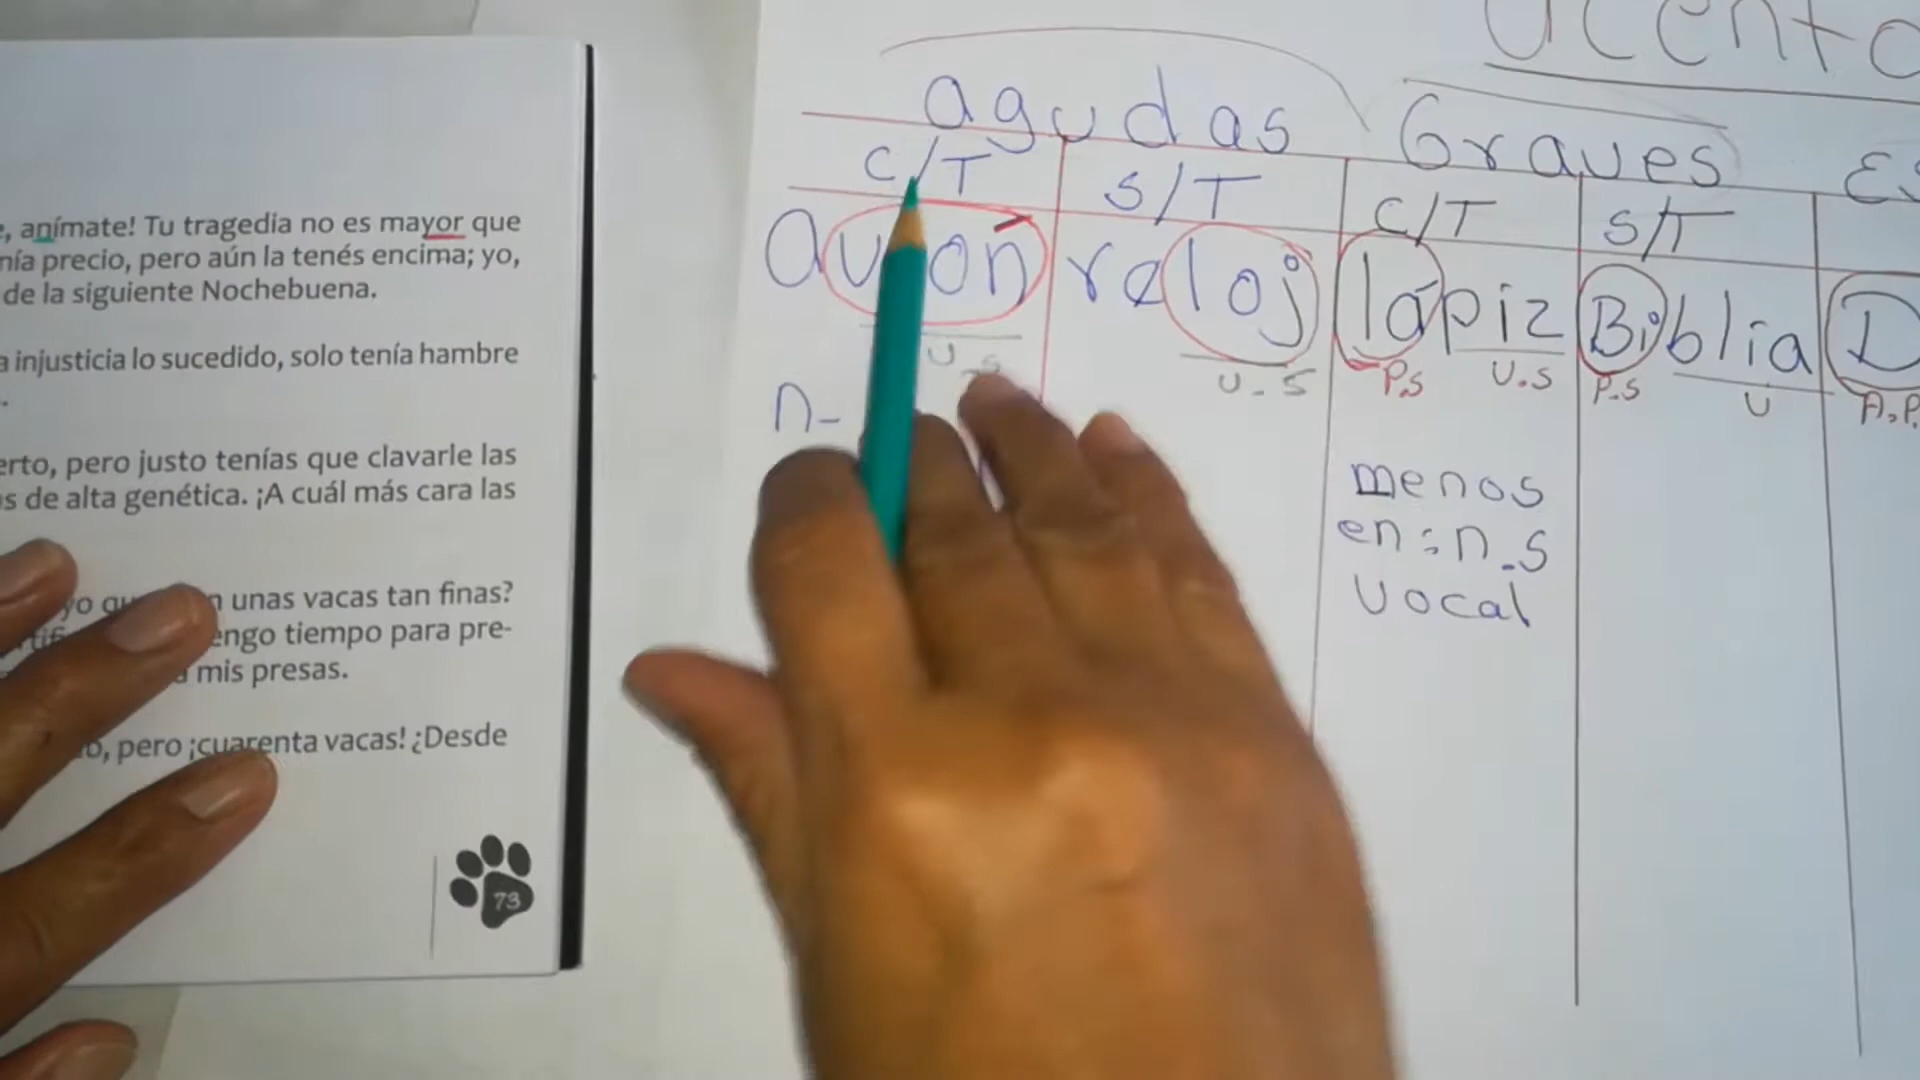 , anímate! Tu tragedia no es mayor que
nía precio, pero aún la tenés encima; yo,
de la siguiente Nochebuena.
a injusticia lo sucedido, solo tenía hambre
.
erto, pero justo tenías que clavarle las
s de alta genética. ¡A cuál más cara las
yo unas vacas tan finas?
engo tiempo para pre-
mis presas.
o, pero ¡cuarenta vacas! ¿Desde
73
acento
agudas Graves Es
C/T S/T C/T S/T
reloj lápiz Biblia D
U.S U-S P.S U.S P-S U A.P.
n-
menos
en: n-S
Vocal